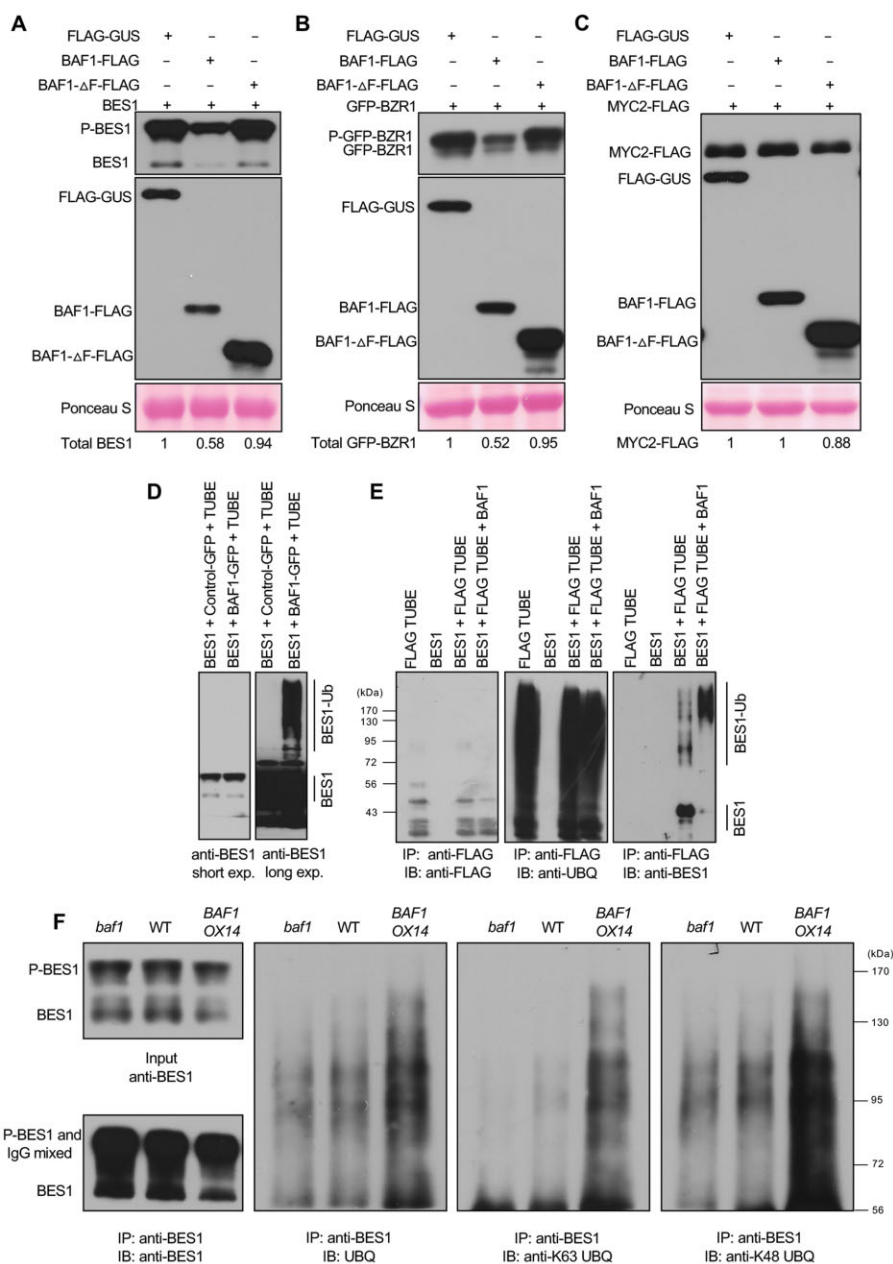 A
FLAG-GUS + – –
BAF1-FLAG – + –
BAF1-△F-FLAG – – +
BES1 + + +
P-BES1
BES1
FLAG-GUS
BAF1-FLAG
BAF1-△F-FLAG
Ponceau S
Total BES1 1 0.58 0.94
B
FLAG-GUS + – –
BAF1-FLAG – + –
BAF1-△F-FLAG – – +
GFP-BZR1 + + +
P-GFP-BZR1
GFP-BZR1
FLAG-GUS
BAF1-FLAG
BAF1-△F-FLAG
Ponceau S
Total GFP-BZR1 1 0.52 0.95
C
FLAG-GUS + – –
BAF1-FLAG – + –
BAF1-△F-FLAG – – +
MYC2-FLAG + + +
MYC2-FLAG
FLAG-GUS
BAF1-FLAG
BAF1-△F-FLAG
Ponceau S
MYC2-FLAG 1 1 0.88
D
BES1 + Control-GFP + TUBE
BES1 + BAF1-GFP + TUBE
BES1 + Control-GFP + TUBE
BES1 + BAF1-GFP + TUBE
BES1-Ub
BES1
anti-BES1
short exp.
anti-BES1
long exp.
E
FLAG TUBE
BES1
BES1 + FLAG TUBE
BES1 + FLAG TUBE + BAF1
FLAG TUBE
BES1
BES1 + FLAG TUBE
BES1 + FLAG TUBE + BAF1
FLAG TUBE
BES1
BES1 + FLAG TUBE
BES1 + FLAG TUBE + BAF1
(kDa)
170
130
95
72
56
43
BES1-Ub
BES1
IP: anti-FLAG
IB: anti-FLAG
IP: anti-FLAG
IB: anti-UBQ
IP: anti-FLAG
IB: anti-BES1
F
baf1 WT BAF1
OX14
P-BES1
BES1
Input
anti-BES1
P-BES1 and
IgG mixed
BES1
IP: anti-BES1
IB: anti-BES1
baf1 WT BAF1
OX14
IP: anti-BES1
IB: UBQ
baf1 WT BAF1
OX14
IP: anti-BES1
IB: anti-K63 UBQ
baf1 WT BAF1
OX14
(kDa)
170
130
95
72
56
IP: anti-BES1
IB: anti-K48 UBQ